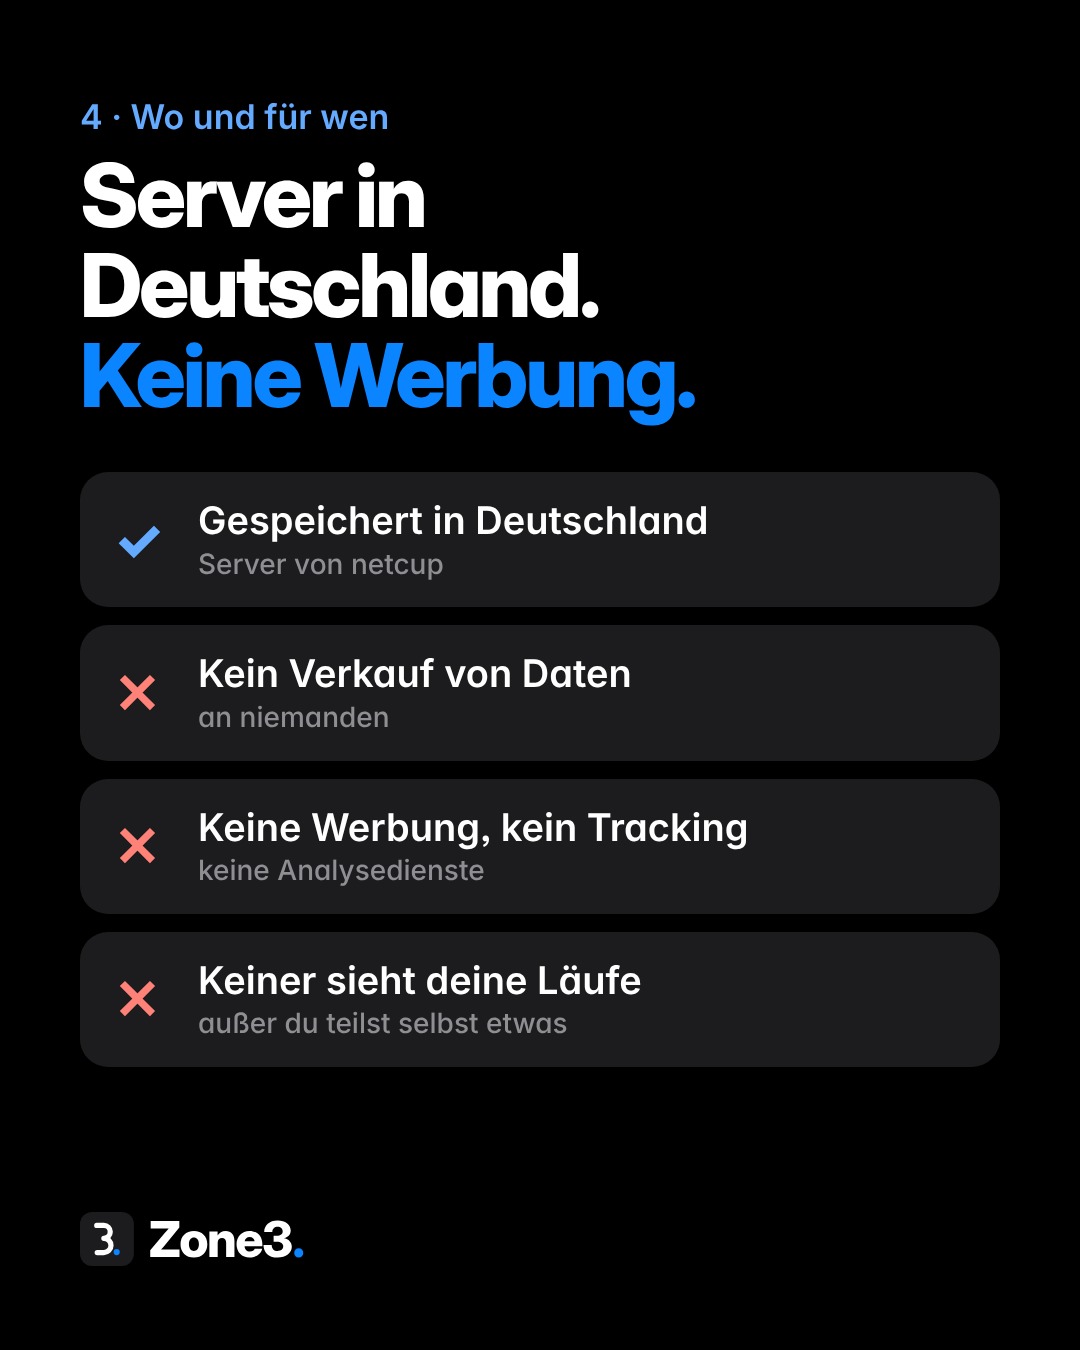 4 · Wo und für wen
Server in
Deutschland.
Keine Werbung.
Gespeichert in Deutschland
Server von netcup
Kein Verkauf von Daten
an niemanden
Keine Werbung, kein Tracking
keine Analysedienste
Keiner sieht deine Läufe
außer du teilst selbst etwas
3. Zone3.